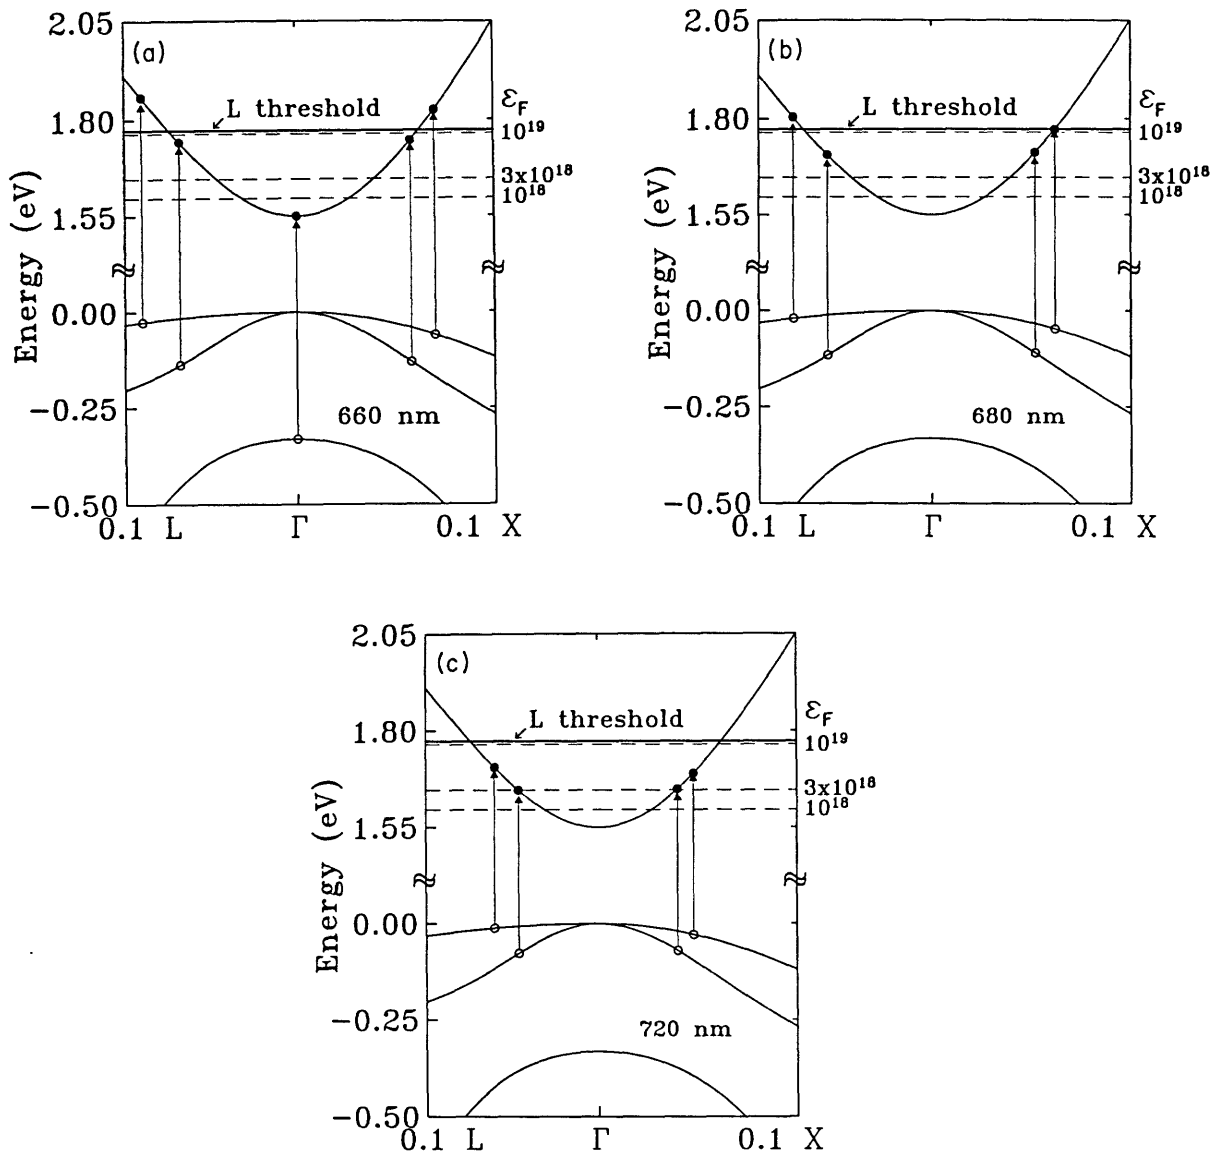 (a)
2.05
1.80
1.55
0.00
−0.25
−0.50
Energy (eV)
L threshold
ℰF
10¹⁹
3x10¹⁸
10¹⁸
660 nm
0.1 L Γ 0.1 X
(b)
2.05
1.80
1.55
0.00
−0.25
−0.50
Energy (eV)
L threshold
ℰF
10¹⁹
3x10¹⁸
10¹⁸
680 nm
0.1 L Γ 0.1 X
(c)
2.05
1.80
1.55
0.00
−0.25
−0.50
Energy (eV)
L threshold
ℰF
10¹⁹
3x10¹⁸
10¹⁸
720 nm
0.1 L Γ 0.1 X